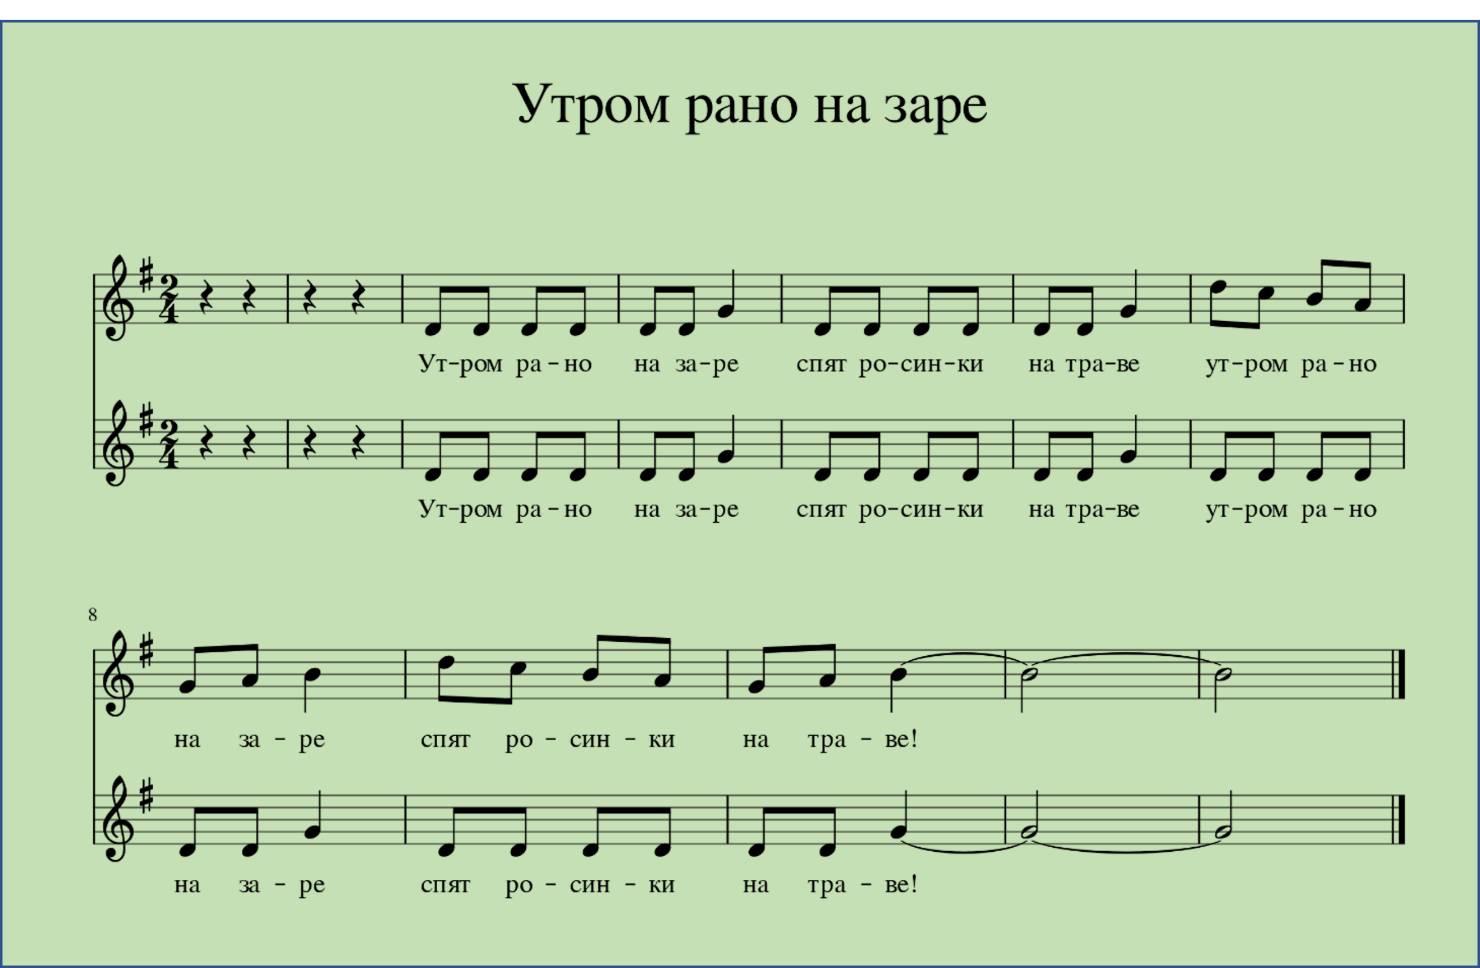 Утром рано на заре
2
4
Ут-ром ра-но на за-ре спят ро-син-ки на тра-ве ут-ром ра-но
2
4
Ут-ром ра-но на за-ре спят ро-син-ки на тра-ве ут-ром ра-но
8
на за-ре спят ро-син-ки на тра-ве!
на за-ре спят ро-син-ки на тра-ве!